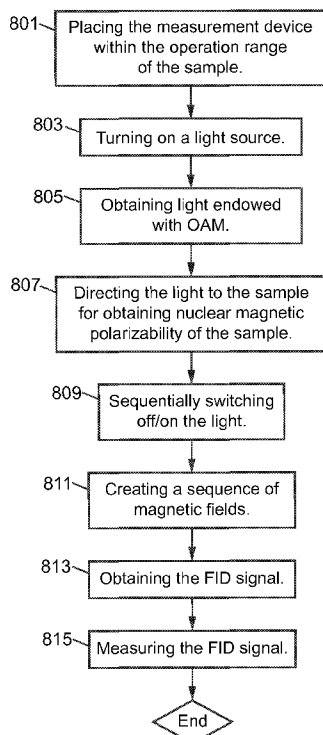 801
Placing the measurement device
within the operation range
of the sample.
803
Turning on a light source.
805
Obtaining light endowed
with OAM.
807
Directing the light to the sample
for obtaining nuclear magnetic
polarizability of the sample.
809
Sequentially switching
off/on the light.
811
Creating a sequence of
magnetic fields.
813
Obtaining the FID signal.
815
Measuring the FID signal.
End